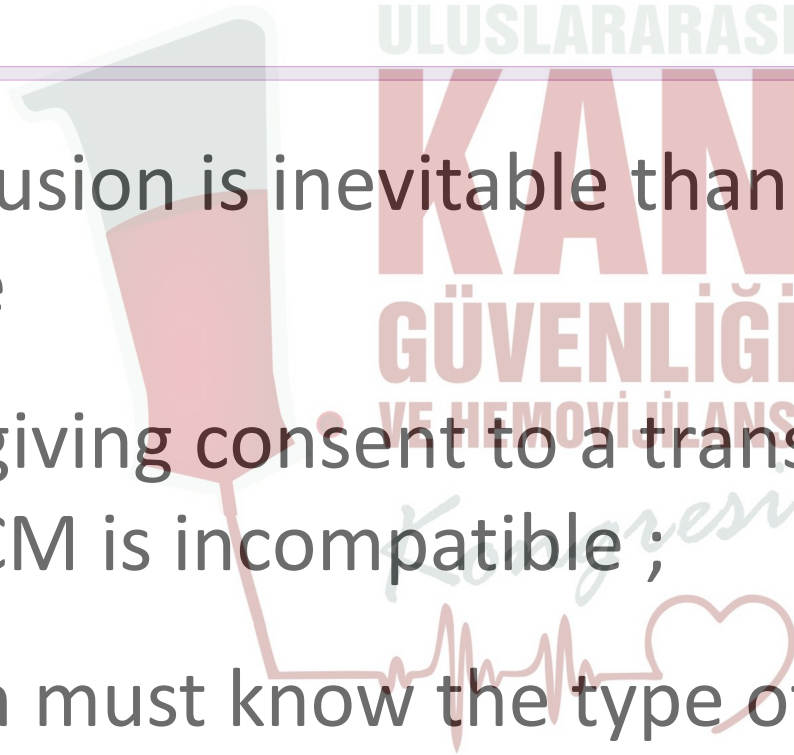 ULUSLARARASI
KAN
usion is inevitable than
e
GÜVENLİĞİ
VE HEMOVİJİLANS
giving consent to a trans
Kongresi
CM is incompatible ;
n must know the type of